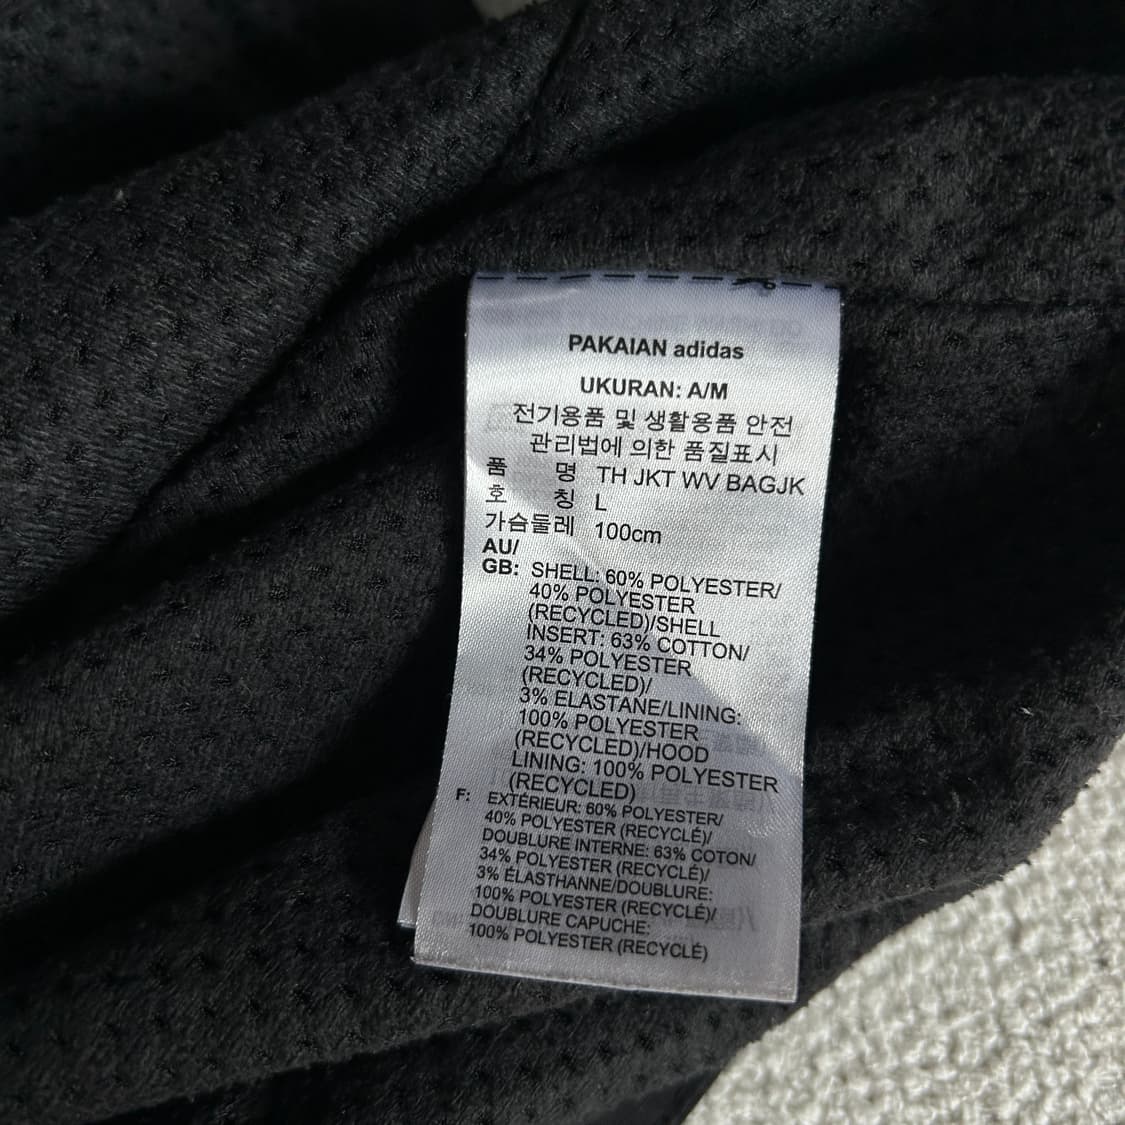 PAKAIAN adidas
UKURAN: A/M
전기용품 및 생활용품 안전
관리법에 의한 품질표시
품 명 TH JKT WV BAGJK
호 칭 L
가슴둘레 100cm
AU/
GB: SHELL: 60% POLYESTER/
40% POLYESTER
(RECYCLED)/SHELL
INSERT: 63% COTTON/
34% POLYESTER
(RECYCLED)/
3% ELASTANE/LINING:
100% POLYESTER
(RECYCLED)/HOOD
LINING: 100% POLYESTER
(RECYCLED)
F: EXTÉRIEUR: 60% POLYESTER/
40% POLYESTER (RECYCLÉ)/
DOUBLURE INTERNE: 63% COTON/
34% POLYESTER (RECYCLÉ)/
3% ÉLASTHANNE/DOUBLURE:
100% POLYESTER (RECYCLÉ)/
DOUBLURE CAPUCHE:
100% POLYESTER (RECYCLÉ)